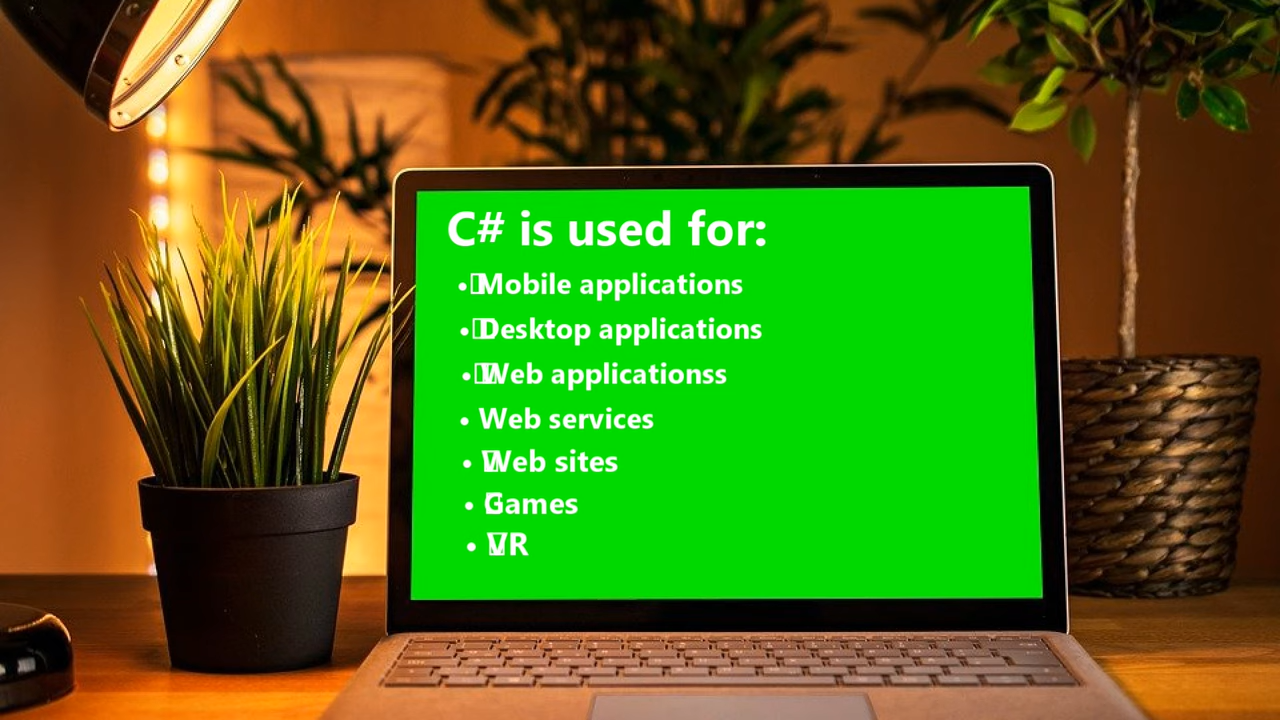 C# is used for:
• Mobile applications
• Desktop applications
• Web applicationss
• Web services
• Web sites
• Games
• VR